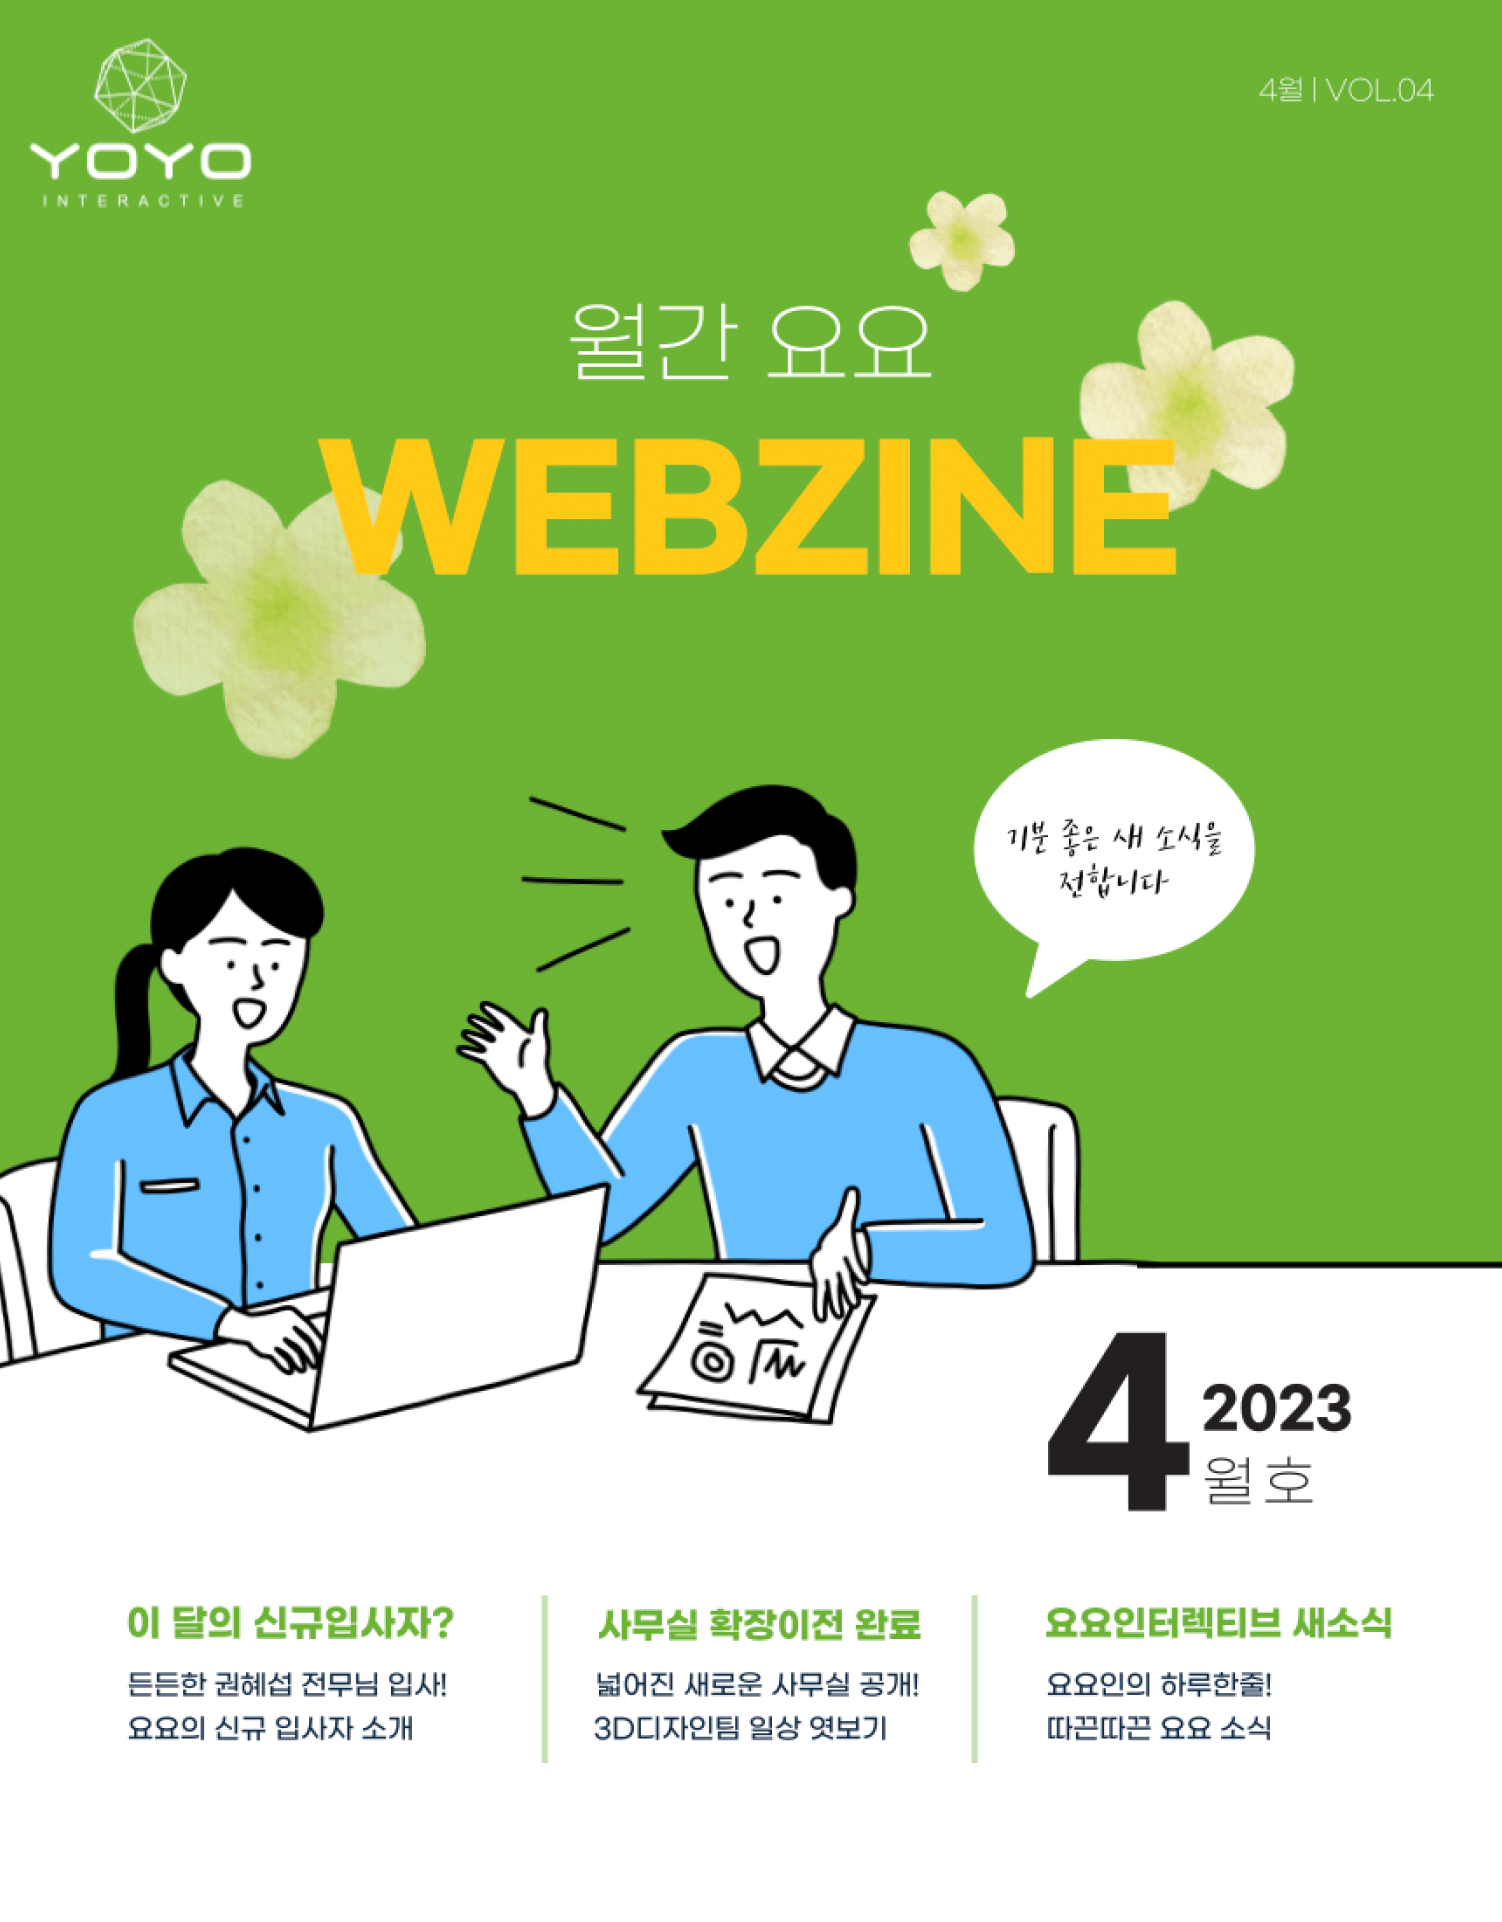 YOYO
INTERACTIVE
4월 | VOL.04
월간 요요
WEBZINE
기분 좋은 새 소식을
전합니다
4
2023
월호
이 달의 신규입사자?
든든한 권혜섭 전무님 입사!
요요의 신규 입사자 소개
사무실 확장이전 완료
넓어진 새로운 사무실 공개!
3D디자인팀 일상 엿보기
요요인터렉티브 새소식
요요인의 하루한줄!
따끈따끈 요요 소식